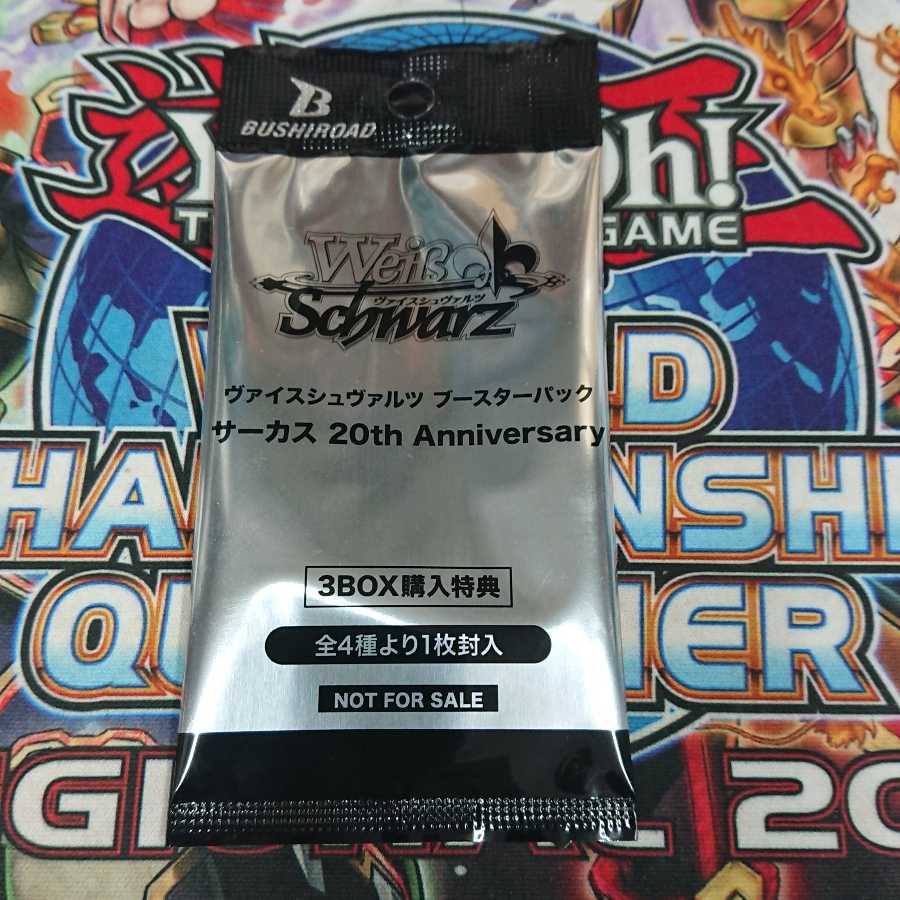 BUSHIROAD
Weiß
Schwarz
ヴァイスシュヴァルツ
ヴァイスシュヴァルツ ブースターパック
サーカス 20th Anniversary
3BOX購入特典
全4種より1枚封入
NOT FOR SALE
oh!
GAME